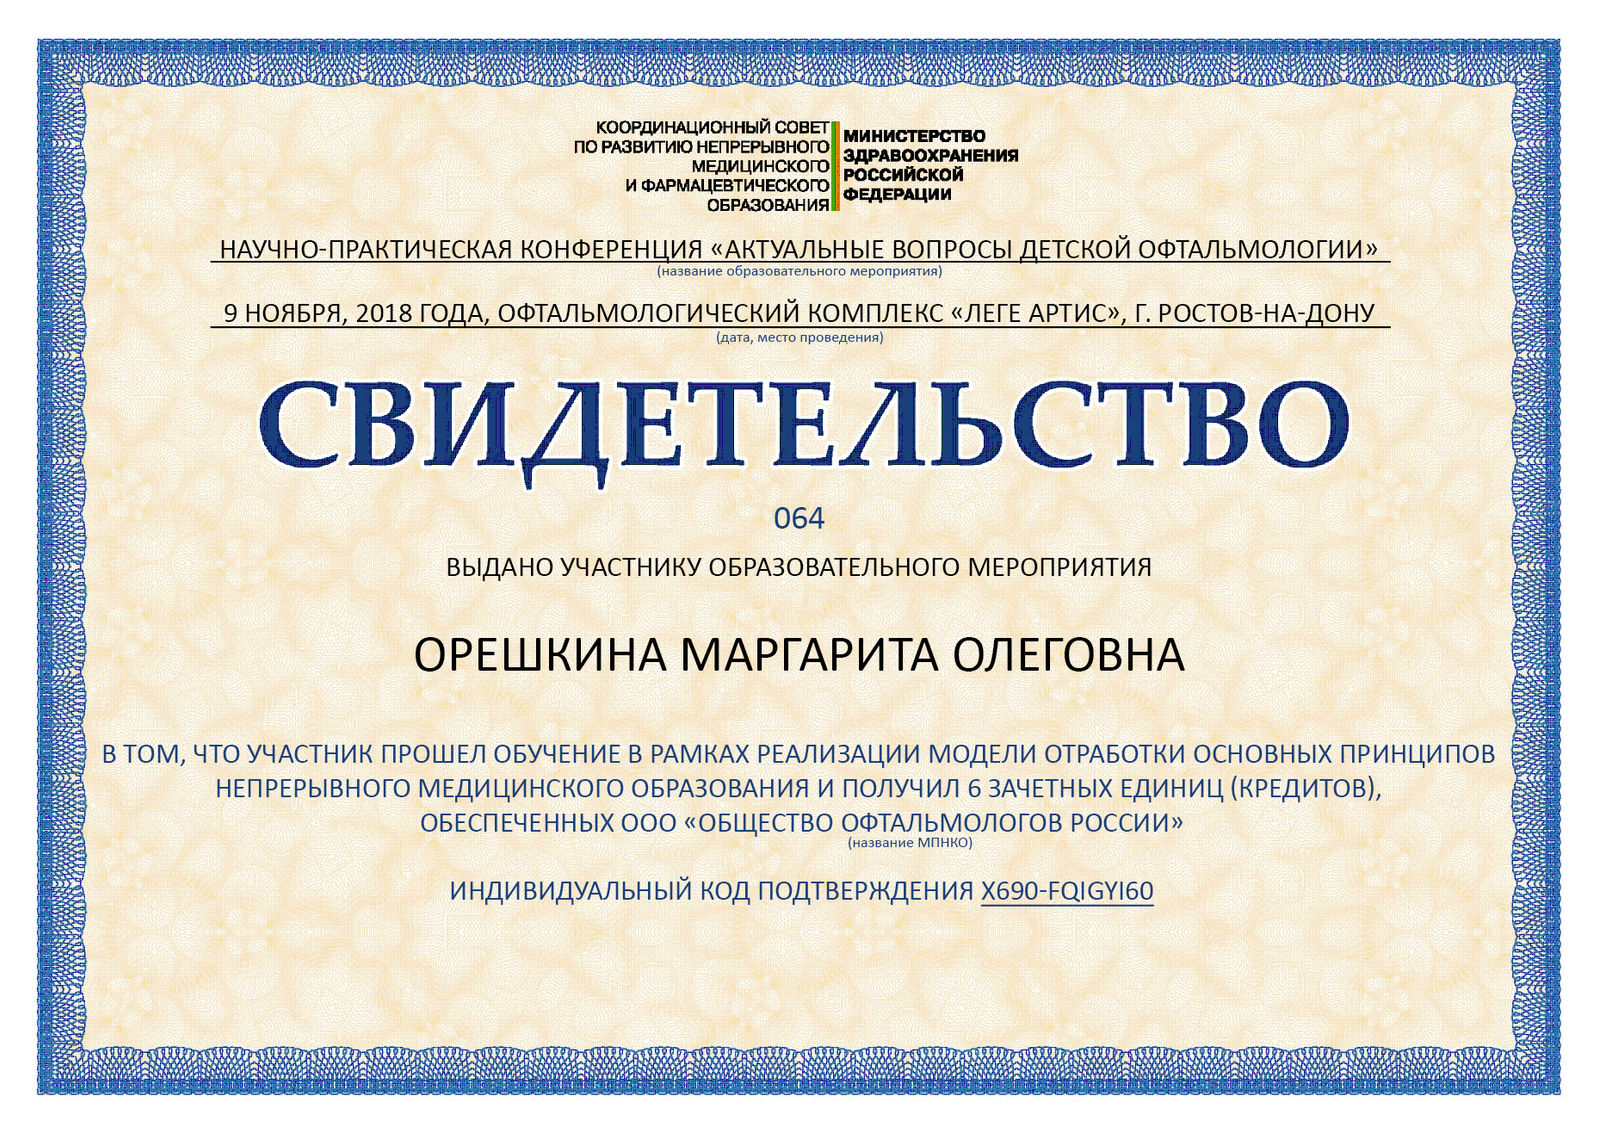 КООРДИНАЦИОННЫЙ СОВЕТ
ПО РАЗВИТИЮ НЕПРЕРЫВНОГО
МЕДИЦИНСКОГО
И ФАРМАЦЕВТИЧЕСКОГО
ОБРАЗОВАНИЯ
МИНИСТЕРСТВО
ЗДРАВООХРАНЕНИЯ
РОССИЙСКОЙ
ФЕДЕРАЦИИ
НАУЧНО-ПРАКТИЧЕСКАЯ КОНФЕРЕНЦИЯ «АКТУАЛЬНЫЕ ВОПРОСЫ ДЕТСКОЙ ОФТАЛЬМОЛОГИИ»
(название образовательного мероприятия)
9 НОЯБРЯ, 2018 ГОДА, ОФТАЛЬМОЛОГИЧЕСКИЙ КОМПЛЕКС «ЛЕГЕ АРТИС», Г. РОСТОВ-НА-ДОНУ
(дата, место проведения)
СВИДЕТЕЛЬСТВО
064
ВЫДАНО УЧАСТНИКУ ОБРАЗОВАТЕЛЬНОГО МЕРОПРИЯТИЯ
ОРЕШКИНА МАРГАРИТА ОЛЕГОВНА
В ТОМ, ЧТО УЧАСТНИК ПРОШЕЛ ОБУЧЕНИЕ В РАМКАХ РЕАЛИЗАЦИИ МОДЕЛИ ОТРАБОТКИ ОСНОВНЫХ ПРИНЦИПОВ
НЕПРЕРЫВНОГО МЕДИЦИНСКОГО ОБРАЗОВАНИЯ И ПОЛУЧИЛ 6 ЗАЧЕТНЫХ ЕДИНИЦ (КРЕДИТОВ),
ОБЕСПЕЧЕННЫХ ООО «ОБЩЕСТВО ОФТАЛЬМОЛОГОВ РОССИИ»
(название МПНКО)
ИНДИВИДУАЛЬНЫЙ КОД ПОДТВЕРЖДЕНИЯ X690-FQIGYI60